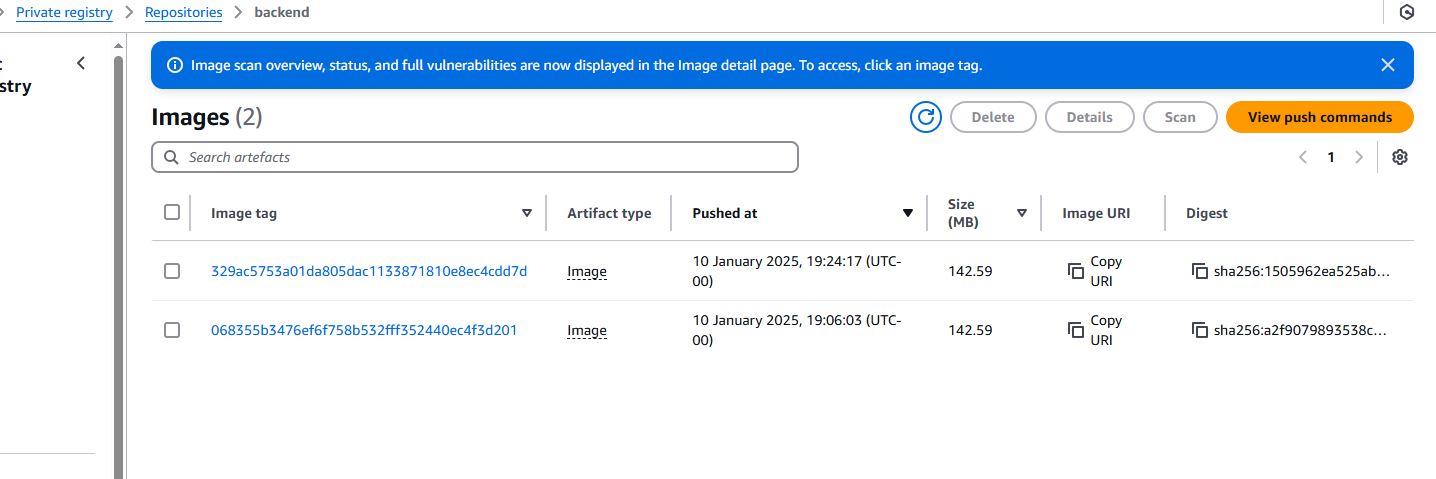 Private registry
Repositories
backend
stry
Image scan overview, status, and full vulnerabilities are now displayed in the Image detail page. To access, click an image tag.
Images (2)
Delete
Details
Scan
View push commands
Search artefacts
1
Image tag
Artifact type
Pushed at
Size
(MB)
Image URI
Digest
329ac5753a01da805dac1133871810e8ec4cdd7d
Image
10 January 2025, 19:24:17 (UTC-
00)
142.59
Copy
URI
sha256:1505962ea525ab...
068355b3476ef6f758b532fff352440ec4f3d201
Image
10 January 2025, 19:06:03 (UTC-
00)
142.59
Copy
URI
sha256:a2f9079893538c...